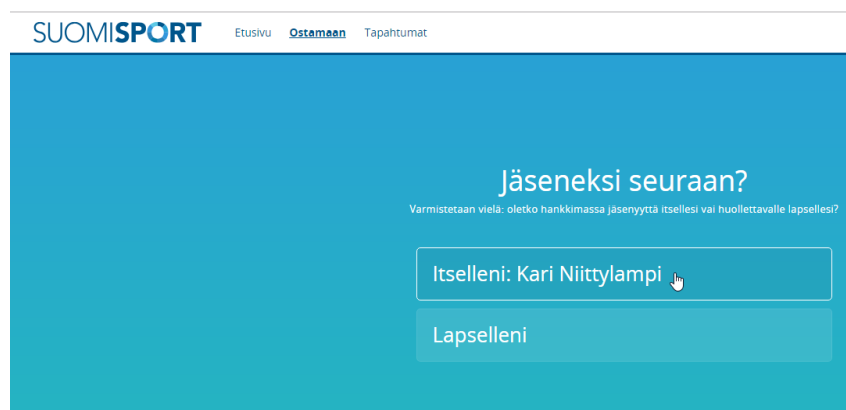 SUOMISPORT Etusivu Ostamaan Tapahtumat
Jäseneksi seuraan?
Varmistetaan vielä: oletko hankkimassa jäsenyyttä itsellesi vai huollettavalle lapsellesi?
Itselleni: Kari Niittylampi
Lapselleni